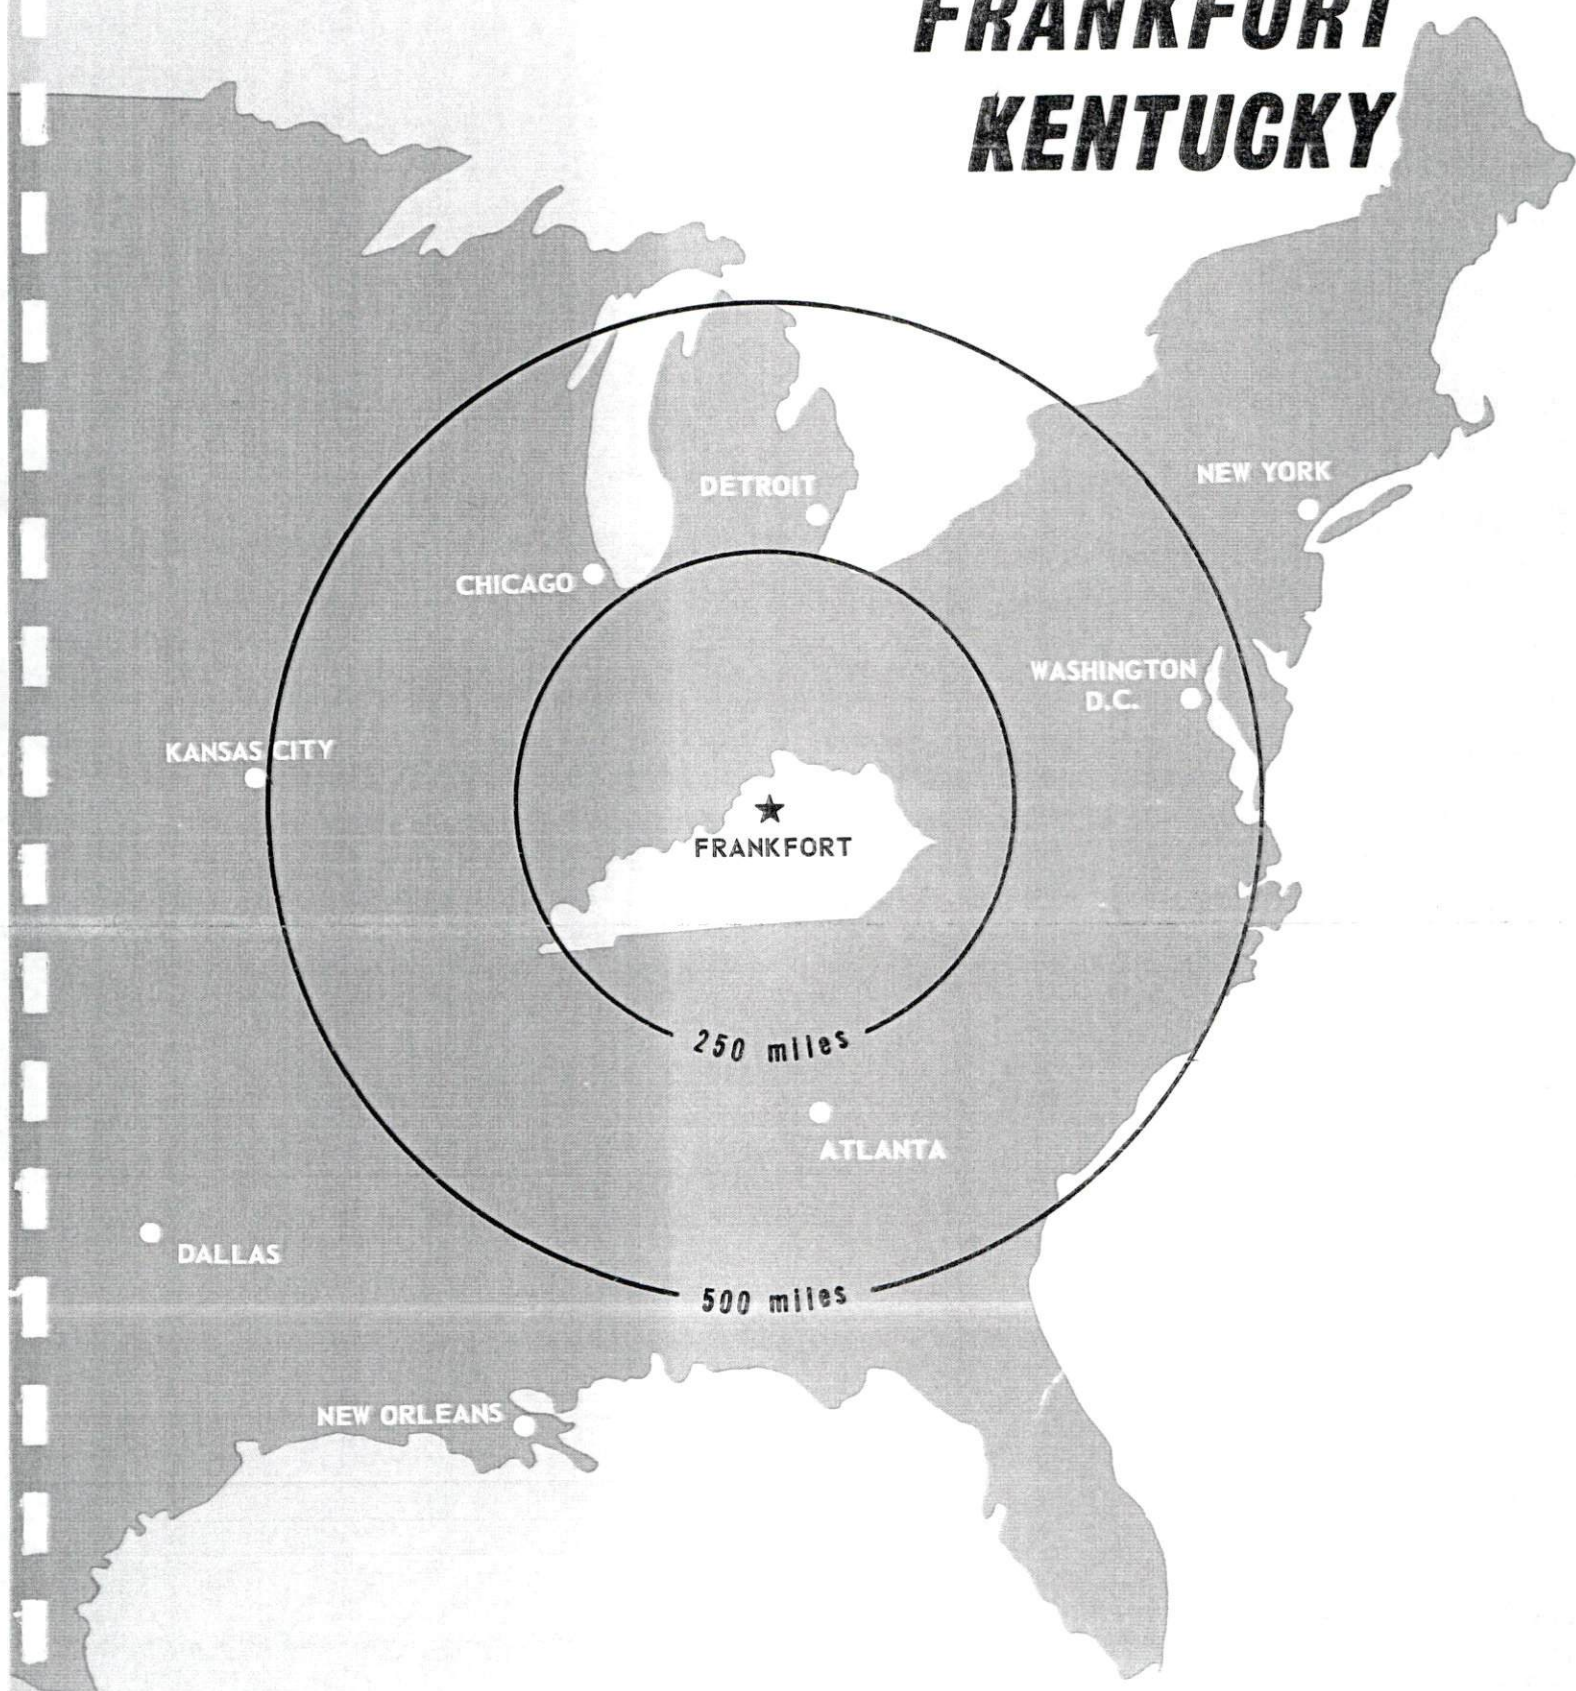 FRANKFORT
KENTUCKY
NEW YORK
DETROIT
CHICAGO
WASHINGTON
D.C.
KANSAS CITY
FRANKFORT
250 miles
ATLANTA
DALLAS
500 miles
NEW ORLEANS